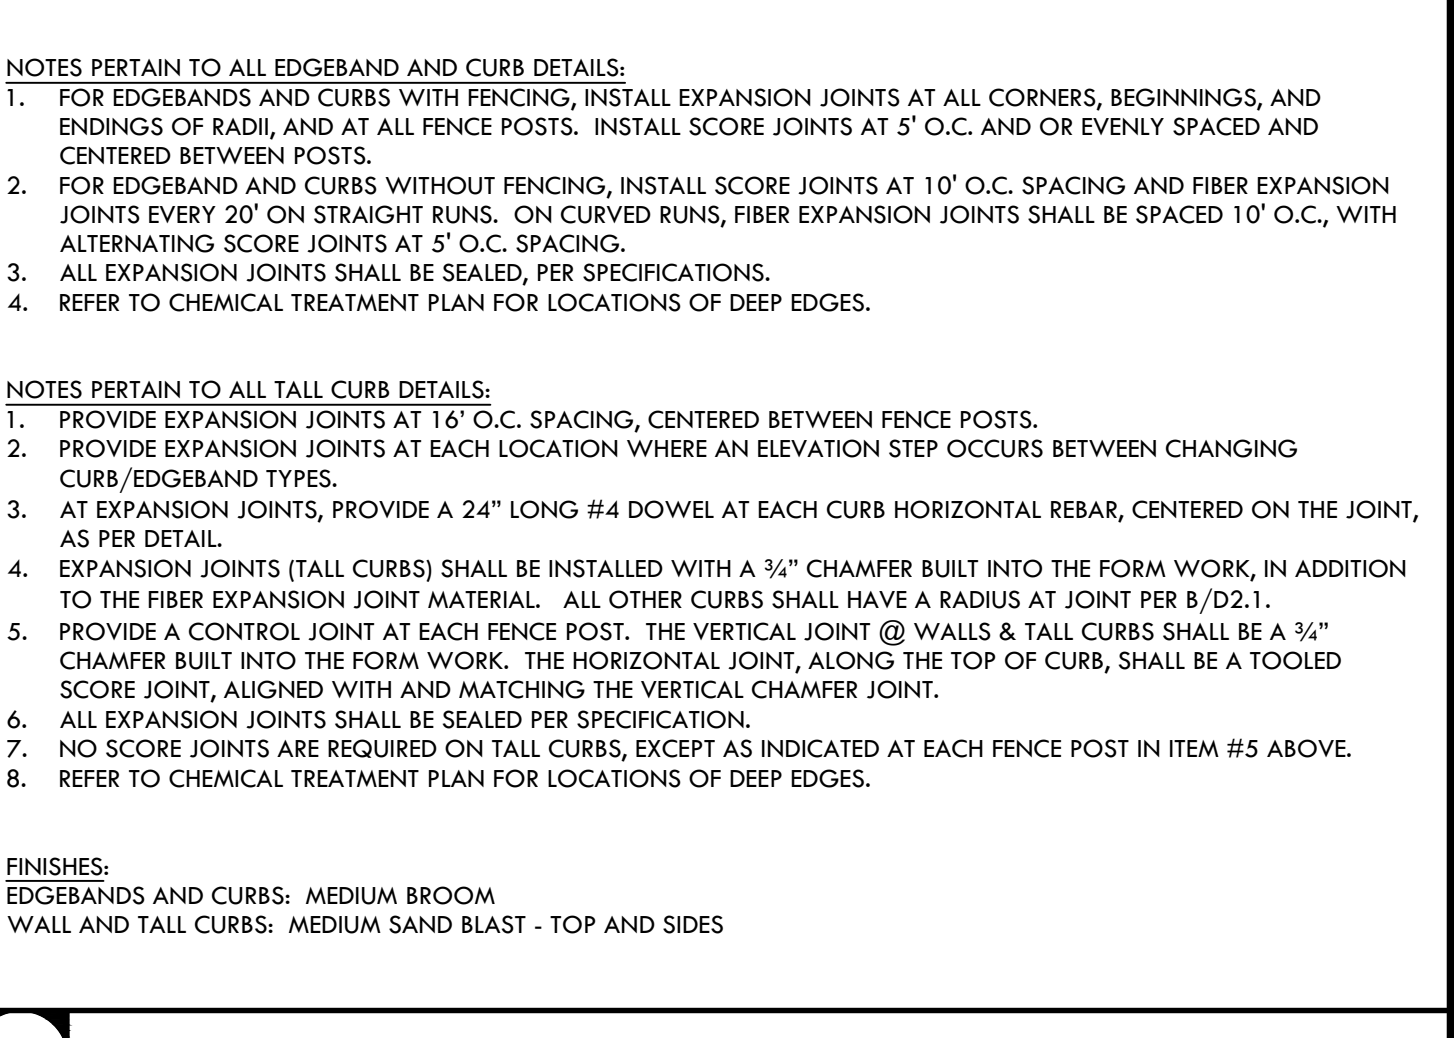 NOTES PERTAIN TO ALL EDGEBAND AND CURB DETAILS:
1. FOR EDGEBANDS AND CURBS WITH FENCING, INSTALL EXPANSION JOINTS AT ALL CORNERS, BEGINNINGS, AND
ENDINGS OF RADII, AND AT ALL FENCE POSTS. INSTALL SCORE JOINTS AT 5' O.C. AND OR EVENLY SPACED AND
CENTERED BETWEEN POSTS.
2. FOR EDGEBAND AND CURBS WITHOUT FENCING, INSTALL SCORE JOINTS AT 10' O.C. SPACING AND FIBER EXPANSION
JOINTS EVERY 20' ON STRAIGHT RUNS. ON CURVED RUNS, FIBER EXPANSION JOINTS SHALL BE SPACED 10' O.C., WITH
ALTERNATING SCORE JOINTS AT 5' O.C. SPACING.
3. ALL EXPANSION JOINTS SHALL BE SEALED, PER SPECIFICATIONS.
4. REFER TO CHEMICAL TREATMENT PLAN FOR LOCATIONS OF DEEP EDGES.
NOTES PERTAIN TO ALL TALL CURB DETAILS:
1. PROVIDE EXPANSION JOINTS AT 16’ O.C. SPACING, CENTERED BETWEEN FENCE POSTS.
2. PROVIDE EXPANSION JOINTS AT EACH LOCATION WHERE AN ELEVATION STEP OCCURS BETWEEN CHANGING
CURB/EDGEBAND TYPES.
3. AT EXPANSION JOINTS, PROVIDE A 24” LONG #4 DOWEL AT EACH CURB HORIZONTAL REBAR, CENTERED ON THE JOINT,
AS PER DETAIL.
4. EXPANSION JOINTS (TALL CURBS) SHALL BE INSTALLED WITH A ¾” CHAMFER BUILT INTO THE FORM WORK, IN ADDITION
TO THE FIBER EXPANSION JOINT MATERIAL. ALL OTHER CURBS SHALL HAVE A RADIUS AT JOINT PER B/D2.1.
5. PROVIDE A CONTROL JOINT AT EACH FENCE POST. THE VERTICAL JOINT @ WALLS & TALL CURBS SHALL BE A ¾”
CHAMFER BUILT INTO THE FORM WORK. THE HORIZONTAL JOINT, ALONG THE TOP OF CURB, SHALL BE A TOOLED
SCORE JOINT, ALIGNED WITH AND MATCHING THE VERTICAL CHAMFER JOINT.
6. ALL EXPANSION JOINTS SHALL BE SEALED PER SPECIFICATION.
7. NO SCORE JOINTS ARE REQUIRED ON TALL CURBS, EXCEPT AS INDICATED AT EACH FENCE POST IN ITEM #5 ABOVE.
8. REFER TO CHEMICAL TREATMENT PLAN FOR LOCATIONS OF DEEP EDGES.
FINISHES:
EDGEBANDS AND CURBS: MEDIUM BROOM
WALL AND TALL CURBS: MEDIUM SAND BLAST - TOP AND SIDES